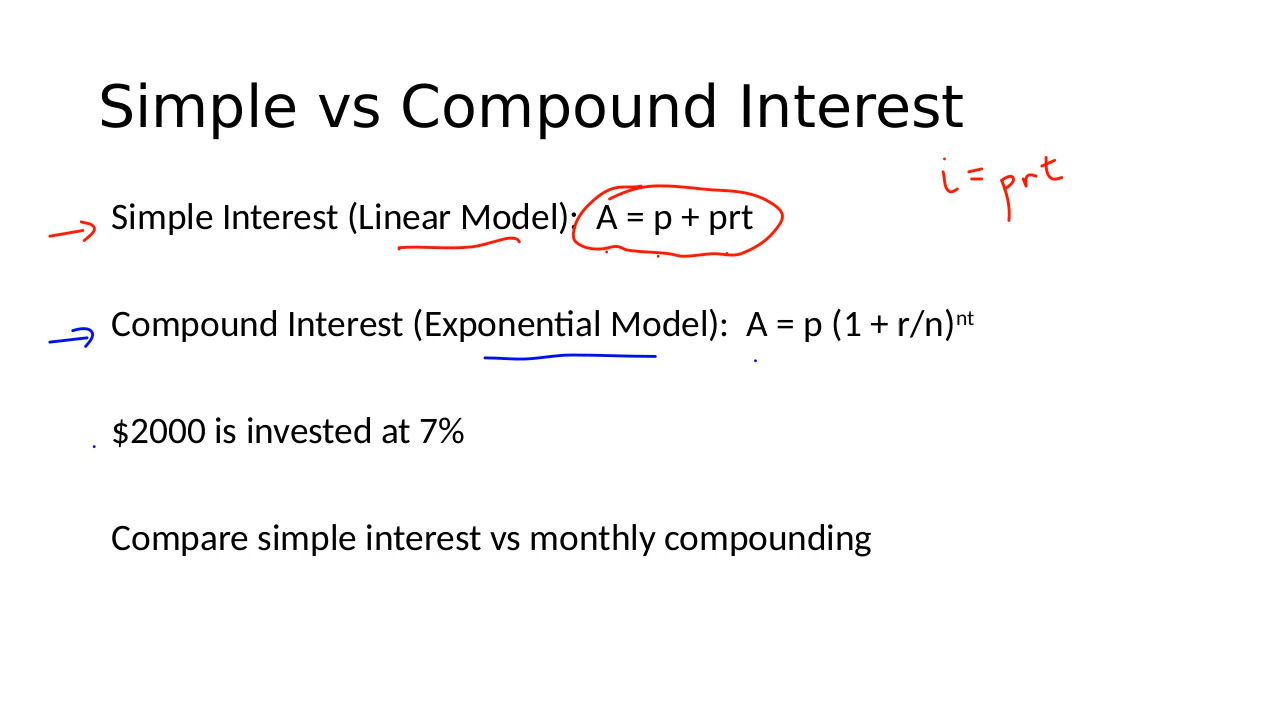 Simple vs Compound Interest
i = prt
Simple Interest (Linear Model): A = p + prt
Compound Interest (Exponential Model): A = p (1 + r/n)ⁿᵗ
$2000 is invested at 7%
Compare simple interest vs monthly compounding